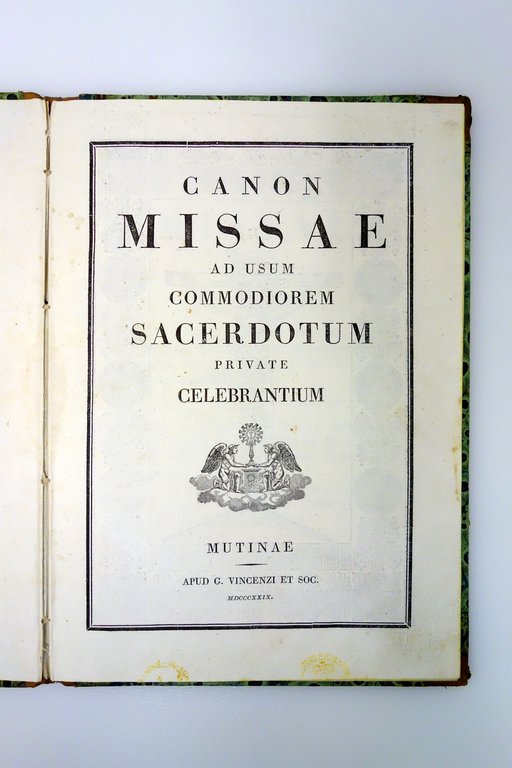 CANON
MISSAE
AD USUM
COMMODIOREM
SACERDOTUM
PRIVATE
CELEBRANTIUM
MUTINAE
APUD G. VINCENZI ET SOC.
MDCCCXXIX.